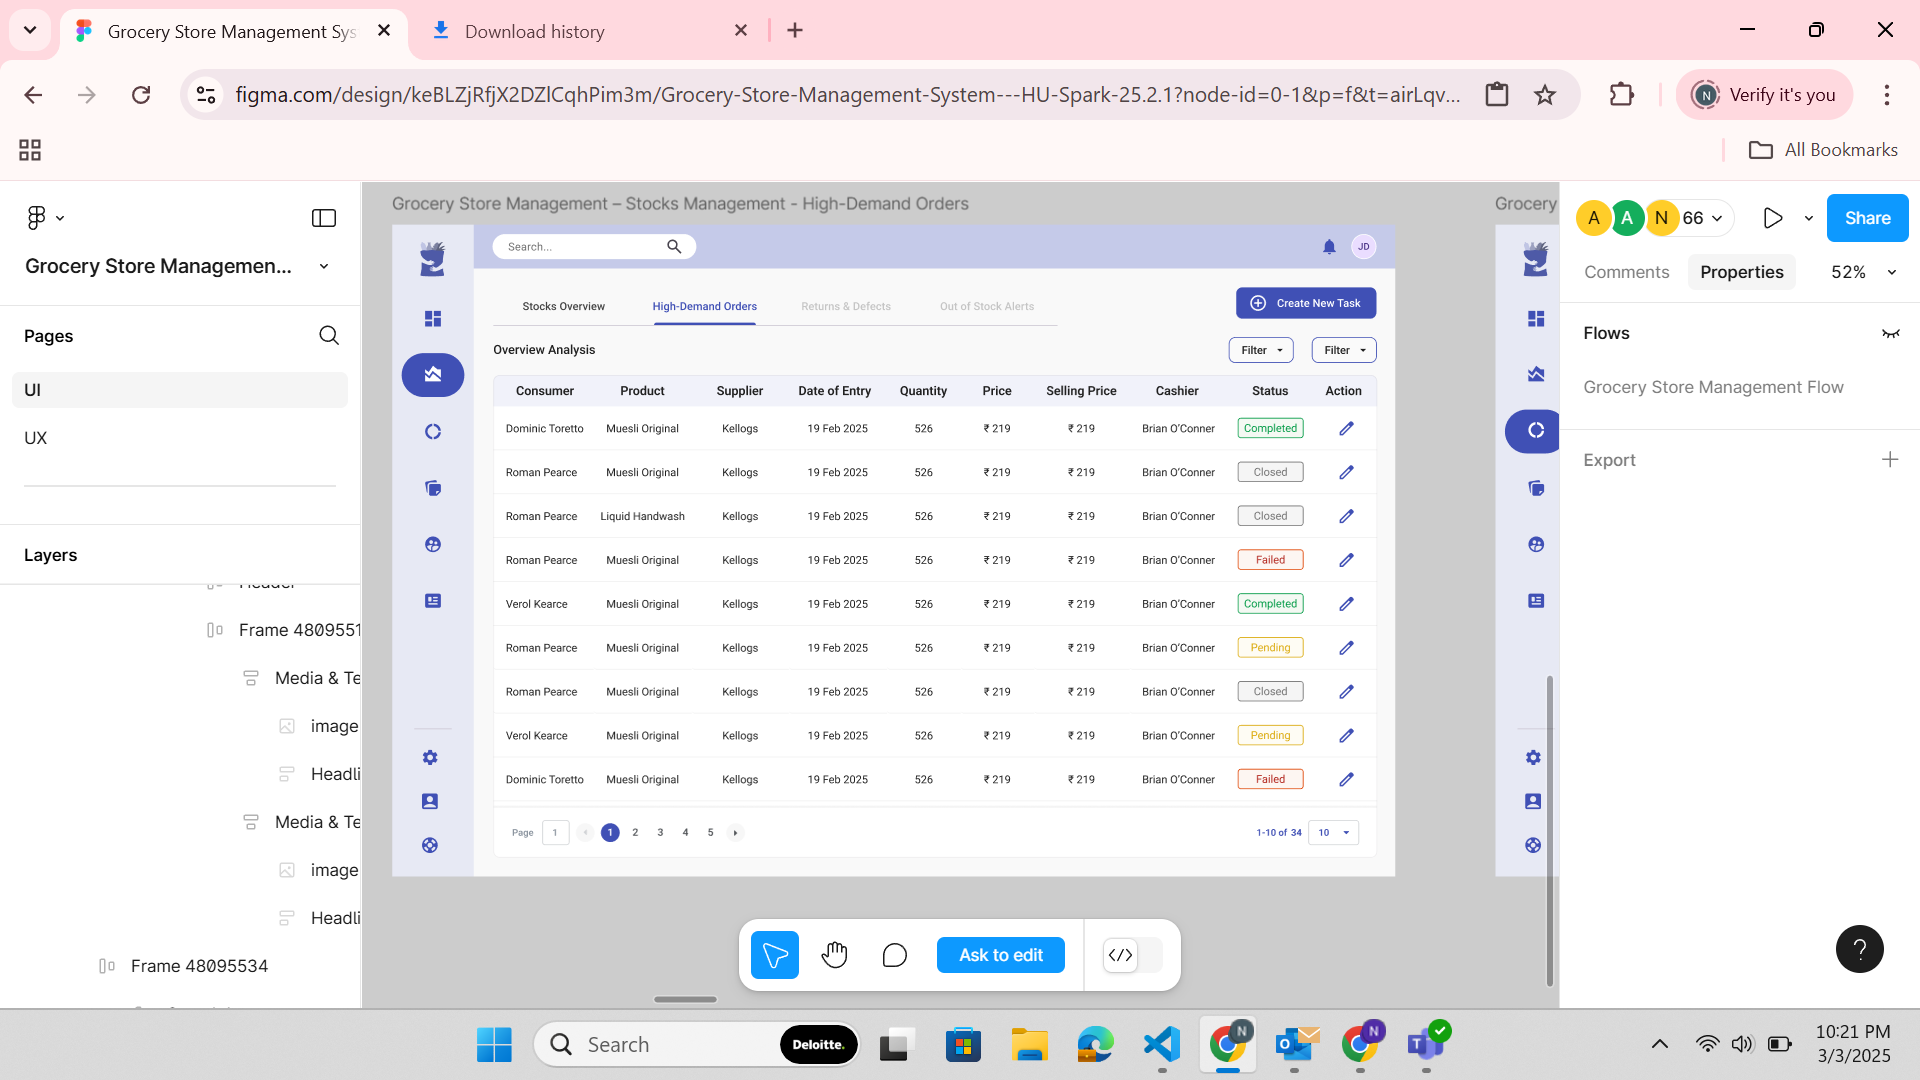 Grocery Store Management Sys
Download history
figma.com/design/keBLZjRfjX2DZlCqhPim3m/Grocery-Store-Management-System---HU-Spark-25.2.1?node-id=0-1&p=f&t=airLqv...
N
Verify it's you
All Bookmarks
Grocery Store Managemen...
Pages
UI
UX
Layers
Header
Frame 4809551
Media & Te
image
Headli
Media & Te
image
Headli
Frame 48095534
Grocery Store Management – Stocks Management - High-Demand Orders
Grocery
Search...
JD
Stocks Overview
High-Demand Orders
Returns & Defects
Out of Stock Alerts
Create New Task
Overview Analysis
Filter
Filter
Consumer Product Supplier Date of Entry Quantity Price Selling Price Cashier Status Action
Dominic Toretto Muesli Original Kellogs 19 Feb 2025 526 ₹ 219 ₹ 219 Brian O'Conner Completed
Roman Pearce Muesli Original Kellogs 19 Feb 2025 526 ₹ 219 ₹ 219 Brian O'Conner Closed
Roman Pearce Liquid Handwash Kellogs 19 Feb 2025 526 ₹ 219 ₹ 219 Brian O'Conner Closed
Roman Pearce Muesli Original Kellogs 19 Feb 2025 526 ₹ 219 ₹ 219 Brian O'Conner Failed
Verol Kearce Muesli Original Kellogs 19 Feb 2025 526 ₹ 219 ₹ 219 Brian O'Conner Completed
Roman Pearce Muesli Original Kellogs 19 Feb 2025 526 ₹ 219 ₹ 219 Brian O'Conner Pending
Roman Pearce Muesli Original Kellogs 19 Feb 2025 526 ₹ 219 ₹ 219 Brian O'Conner Closed
Verol Kearce Muesli Original Kellogs 19 Feb 2025 526 ₹ 219 ₹ 219 Brian O'Conner Pending
Dominic Toretto Muesli Original Kellogs 19 Feb 2025 526 ₹ 219 ₹ 219 Brian O'Conner Failed
Page 1 1 2 3 4 5
1-10 of 34 10
Ask to edit
A A N 66
Share
Comments Properties 52%
Flows
Grocery Store Management Flow
Export
?
Search
Deloitte.
N
N
10:21 PM
3/3/2025